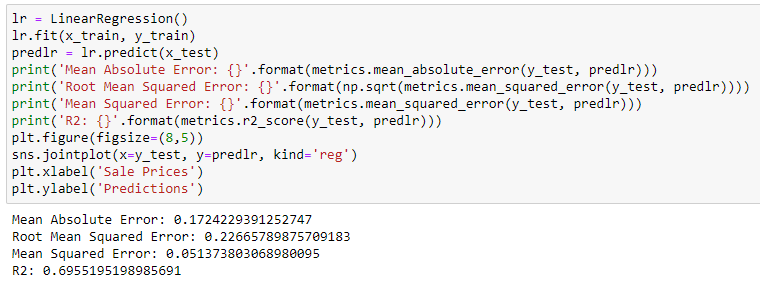 lr = LinearRegression()
lr.fit(x_train, y_train)
predlr = lr.predict(x_test)
print('Mean Absolute Error: {}'.format(metrics.mean_absolute_error(y_test, predlr)))
print('Root Mean Squared Error: {}'.format(np.sqrt(metrics.mean_squared_error(y_test, predlr))))
print('Mean Squared Error: {}'.format(metrics.mean_squared_error(y_test, predlr)))
print('R2: {}'.format(metrics.r2_score(y_test, predlr)))
plt.figure(figsize=(8,5))
sns.jointplot(x=y_test, y=predlr, kind='reg')
plt.xlabel('Sale Prices')
plt.ylabel('Predictions')
Mean Absolute Error: 0.1724229391252747
Root Mean Squared Error: 0.22665789875709183
Mean Squared Error: 0.051373803068980095
R2: 0.6955195198985691